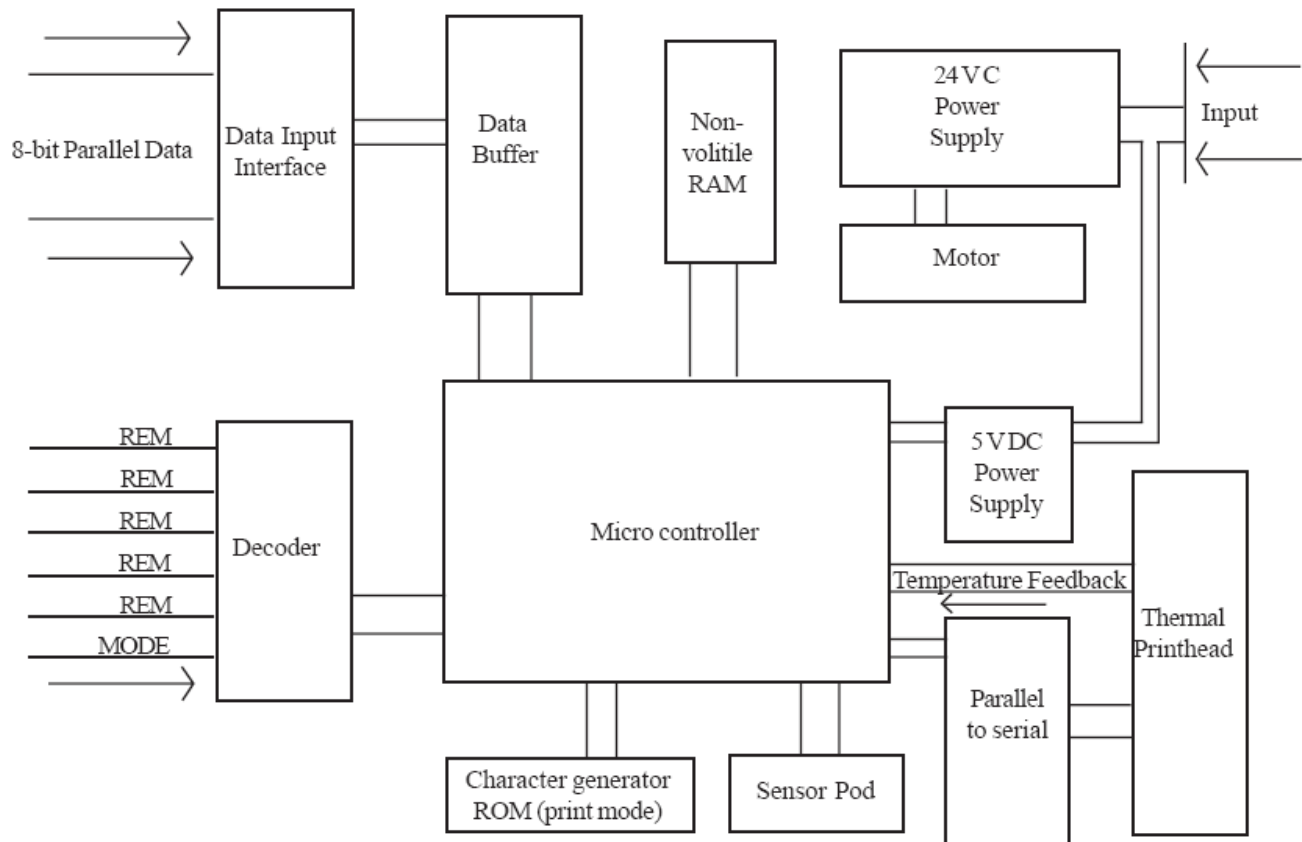 8-bit Parallel Data
Data Input
Interface
Data
Buffer
Non-
volitile
RAM
24 V C
Power
Supply
Input
Motor
REM
REM
REM
REM
REM
MODE
Decoder
Micro controller
5 V DC
Power
Supply
Temperature Feedback
Thermal
Printhead
Parallel
to serial
Character generator
ROM (print mode)
Sensor Pod